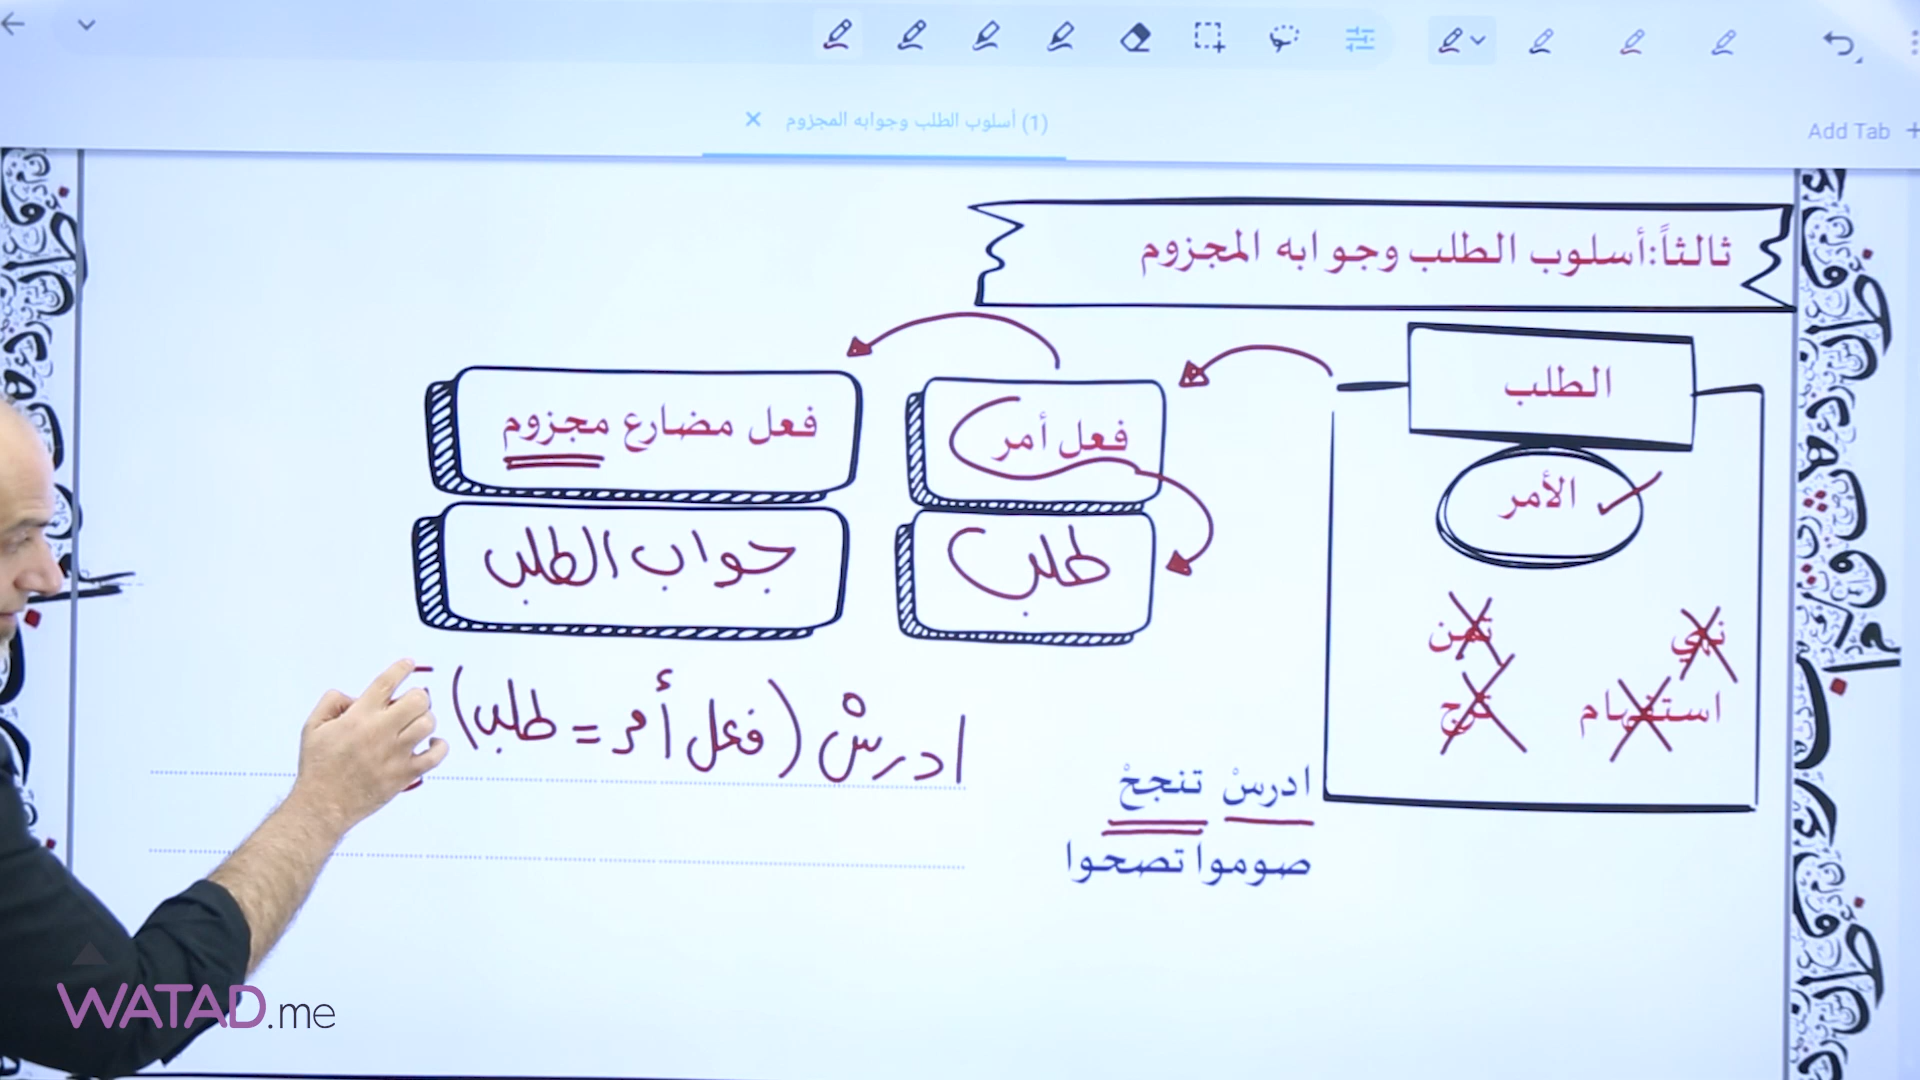 (1) أسلوب الطلب وجوابه المجزوم
Add Tab
ثالثاً:أسلوب الطلب وجوابه المجزوم
الطلب
فعل أمر
فعل مضارع مجزوم
الأمر
طلب
جواب الطلب
نهي
تمن
استفهام
ترج
ادرسْ (فعل أمر = طلب)
ادرسْ تنجحْ
صوموا تصحوا
WATAD.me